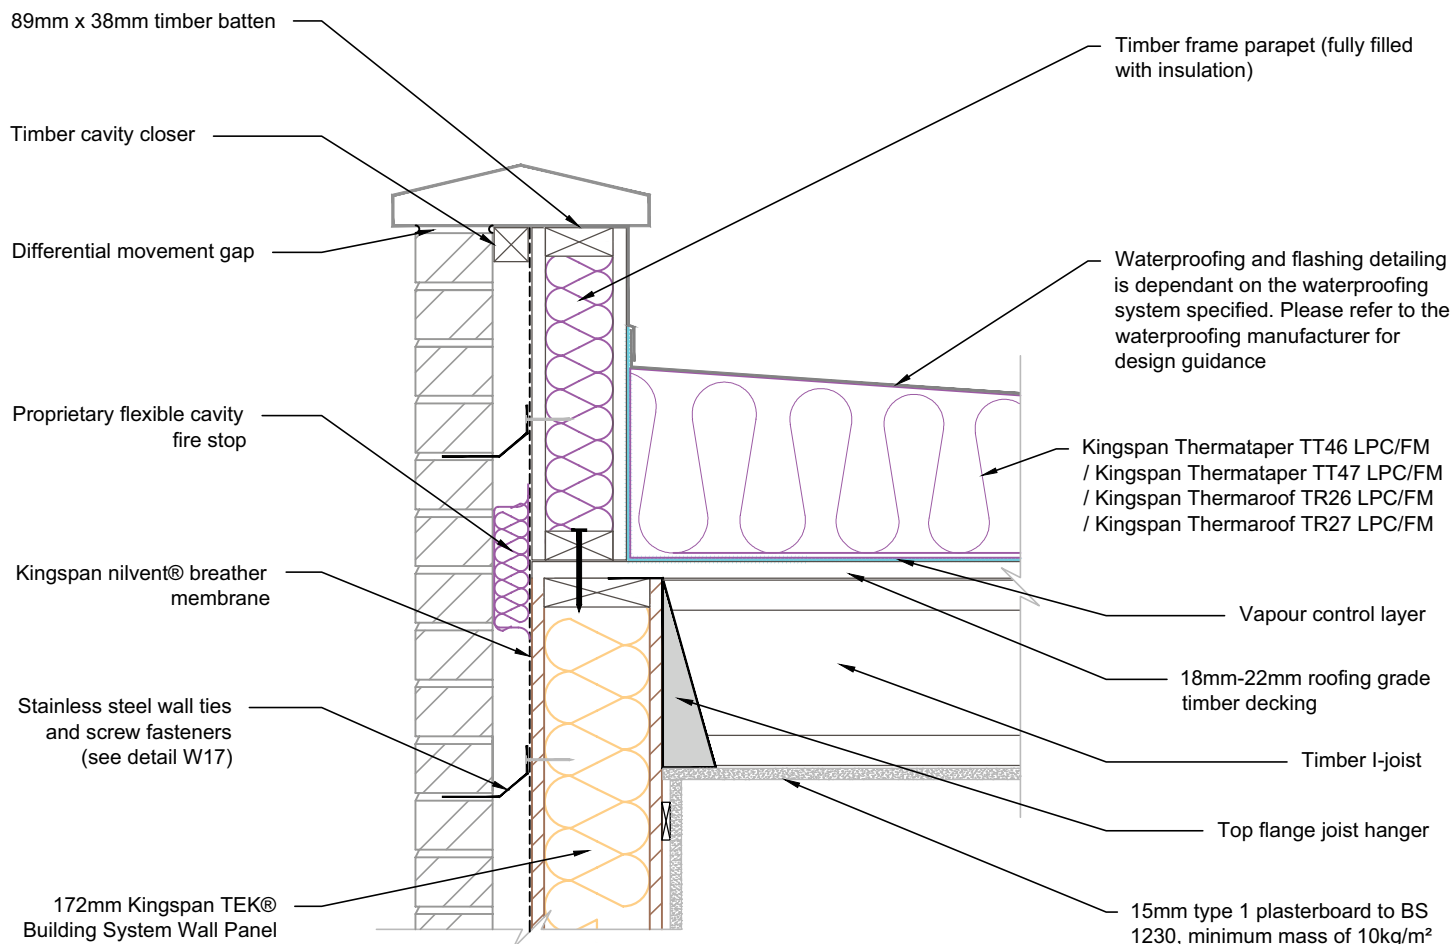 89mm x 38mm timber batten
Timber cavity closer
Differential movement gap
Proprietary flexible cavity
fire stop
Kingspan nilvent® breather
membrane
Stainless steel wall ties
and screw fasteners
(see detail W17)
172mm Kingspan TEK®
Building System Wall Panel
Timber frame parapet (fully filled
with insulation)
Waterproofing and flashing detailing
is dependant on the waterproofing
system specified. Please refer to the
waterproofing manufacturer for
design guidance
Kingspan Thermataper TT46 LPC/FM
/ Kingspan Thermataper TT47 LPC/FM
/ Kingspan Thermaroof TR26 LPC/FM
/ Kingspan Thermaroof TR27 LPC/FM
Vapour control layer
18mm-22mm roofing grade
timber decking
Timber I-joist
Top flange joist hanger
15mm type 1 plasterboard to BS
1230, minimum mass of 10kg/m²